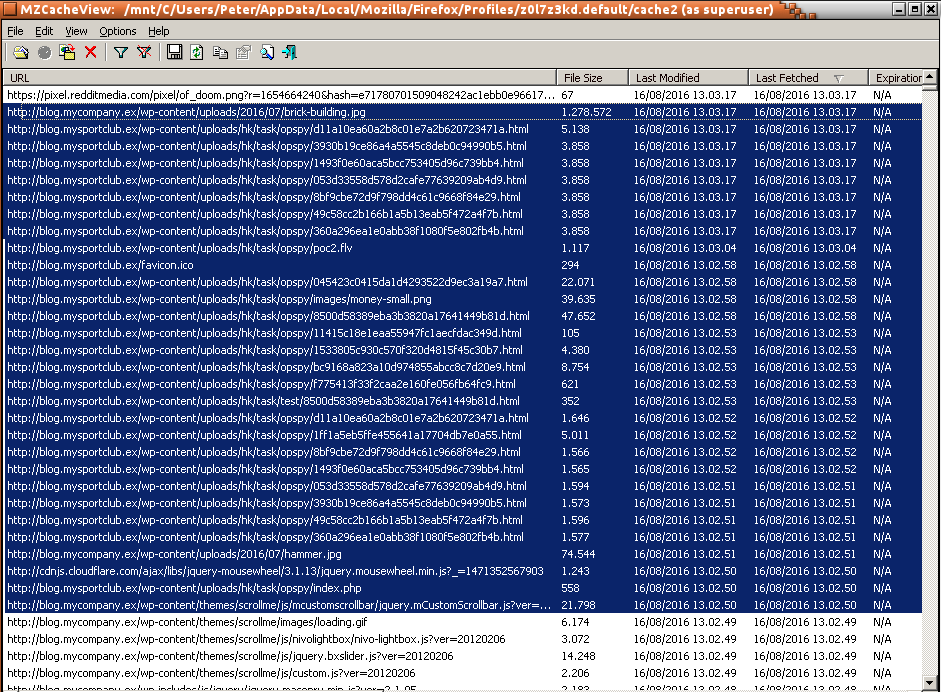 MZCacheView: /mnt/C/Users/Peter/AppData/Local/Mozilla/Firefox/Profiles/z0l7z3kd.default/cache2 (as superuser)
File Edit View Options Help
URL File Size Last Modified Last Fetched Expiration
https://pixel.redditmedia.com/pixel/of_doom.png?r=1654664240&hash=e71780701509048242ac1ebb0e96617... 67 16/08/2016 13.03.17 16/08/2016 13.03.17 N/A
http://blog.mycompany.ex/wp-content/uploads/2016/07/brick-building.jpg 1.278.572 16/08/2016 13.03.17 16/08/2016 13.03.17 N/A
http://blog.mysportclub.ex/wp-content/uploads/hk/task/opspy/d11a10ea60a2b8c01e7a2b620723471a.html 5.138 16/08/2016 13.03.17 16/08/2016 13.03.17 N/A
http://blog.mysportclub.ex/wp-content/uploads/hk/task/opspy/3930b19ce86a4a5545c8deb0c94990b5.html 3.858 16/08/2016 13.03.17 16/08/2016 13.03.17 N/A
http://blog.mysportclub.ex/wp-content/uploads/hk/task/opspy/1493f0e60aca5bcc753405d96c739bb4.html 3.858 16/08/2016 13.03.17 16/08/2016 13.03.17 N/A
http://blog.mysportclub.ex/wp-content/uploads/hk/task/opspy/053d33558d578d2cafe77639209ab4d9.html 3.858 16/08/2016 13.03.17 16/08/2016 13.03.17 N/A
http://blog.mysportclub.ex/wp-content/uploads/hk/task/opspy/8bf9cbe72d9f798dd4c61c9668f84e29.html 3.858 16/08/2016 13.03.17 16/08/2016 13.03.17 N/A
http://blog.mysportclub.ex/wp-content/uploads/hk/task/opspy/49c58cc2b166b1a5b13eab5f472a4f7b.html 3.858 16/08/2016 13.03.17 16/08/2016 13.03.17 N/A
http://blog.mysportclub.ex/wp-content/uploads/hk/task/opspy/360a296ea1e0abb38f1080f5e802fb4b.html 3.858 16/08/2016 13.03.17 16/08/2016 13.03.17 N/A
http://blog.mysportclub.ex/wp-content/uploads/hk/task/opspy/poc2.flv 1.117 16/08/2016 13.03.04 16/08/2016 13.03.04 N/A
http://blog.mysportclub.ex/favicon.ico 294 16/08/2016 13.02.58 16/08/2016 13.02.58 N/A
http://blog.mysportclub.ex/wp-content/uploads/hk/task/opspy/045423c0415da1d4293522d9ec3a19a7.html 22.071 16/08/2016 13.02.58 16/08/2016 13.02.58 N/A
http://blog.mysportclub.ex/wp-content/uploads/hk/task/opspy/images/money-small.png 39.635 16/08/2016 13.02.58 16/08/2016 13.02.58 N/A
http://blog.mysportclub.ex/wp-content/uploads/hk/task/opspy/8500d58389eba3b3820a17641449b81d.html 47.652 16/08/2016 13.02.58 16/08/2016 13.02.58 N/A
http://blog.mysportclub.ex/wp-content/uploads/hk/task/opspy/11415c18e1eaa55947fc1aecfdac349d.html 105 16/08/2016 13.02.53 16/08/2016 13.02.53 N/A
http://blog.mysportclub.ex/wp-content/uploads/hk/task/opspy/1533805c930c570f320d4815f45c30b7.html 4.380 16/08/2016 13.02.53 16/08/2016 13.02.53 N/A
http://blog.mysportclub.ex/wp-content/uploads/hk/task/opspy/bc9168a823a10d974855abcc8c7d20e9.html 8.754 16/08/2016 13.02.53 16/08/2016 13.02.53 N/A
http://blog.mysportclub.ex/wp-content/uploads/hk/task/opspy/f775413f33f2caa2e160fe056fb64fc9.html 621 16/08/2016 13.02.53 16/08/2016 13.02.53 N/A
http://blog.mysportclub.ex/wp-content/uploads/hk/task/test/8500d58389eba3b3820a17641449b81d.html 352 16/08/2016 13.02.53 16/08/2016 13.02.53 N/A
http://blog.mysportclub.ex/wp-content/uploads/hk/task/opspy/d11a10ea60a2b8c01e7a2b620723471a.html 1.646 16/08/2016 13.02.52 16/08/2016 13.02.52 N/A
http://blog.mysportclub.ex/wp-content/uploads/hk/task/opspy/1ff1a5eb5ffe455641a17704db7e0a55.html 5.011 16/08/2016 13.02.52 16/08/2016 13.02.52 N/A
http://blog.mysportclub.ex/wp-content/uploads/hk/task/opspy/8bf9cbe72d9f798dd4c61c9668f84e29.html 1.566 16/08/2016 13.02.52 16/08/2016 13.02.52 N/A
http://blog.mysportclub.ex/wp-content/uploads/hk/task/opspy/1493f0e60aca5bcc753405d96c739bb4.html 1.565 16/08/2016 13.02.52 16/08/2016 13.02.52 N/A
http://blog.mysportclub.ex/wp-content/uploads/hk/task/opspy/053d33558d578d2cafe77639209ab4d9.html 1.594 16/08/2016 13.02.51 16/08/2016 13.02.51 N/A
http://blog.mysportclub.ex/wp-content/uploads/hk/task/opspy/3930b19ce86a4a5545c8deb0c94990b5.html 1.573 16/08/2016 13.02.51 16/08/2016 13.02.51 N/A
http://blog.mysportclub.ex/wp-content/uploads/hk/task/opspy/49c58cc2b166b1a5b13eab5f472a4f7b.html 1.596 16/08/2016 13.02.51 16/08/2016 13.02.51 N/A
http://blog.mysportclub.ex/wp-content/uploads/hk/task/opspy/360a296ea1e0abb38f1080f5e802fb4b.html 1.577 16/08/2016 13.02.51 16/08/2016 13.02.51 N/A
http://blog.mycompany.ex/wp-content/uploads/2016/07/hammer.jpg 74.544 16/08/2016 13.02.51 16/08/2016 13.02.51 N/A
http://cdnjs.cloudflare.com/ajax/libs/jquery-mousewheel/3.1.13/jquery.mousewheel.min.js?_=1471352567903 1.243 16/08/2016 13.02.50 16/08/2016 13.02.50 N/A
http://blog.mysportclub.ex/wp-content/uploads/hk/task/opspy/index.php 558 16/08/2016 13.02.50 16/08/2016 13.02.50 N/A
http://blog.mycompany.ex/wp-content/themes/scrollme/js/mcustomscrollbar/jquery.mCustomScrollbar.js?ver=... 21.798 16/08/2016 13.02.50 16/08/2016 13.02.50 N/A
http://blog.mycompany.ex/wp-content/themes/scrollme/images/loading.gif 6.174 16/08/2016 13.02.49 16/08/2016 13.02.49 N/A
http://blog.mycompany.ex/wp-content/themes/scrollme/js/nivolightbox/nivo-lightbox.js?ver=20120206 3.072 16/08/2016 13.02.49 16/08/2016 13.02.49 N/A
http://blog.mycompany.ex/wp-content/themes/scrollme/js/jquery.bxslider.js?ver=20120206 14.248 16/08/2016 13.02.49 16/08/2016 13.02.49 N/A
http://blog.mycompany.ex/wp-content/themes/scrollme/js/custom.js?ver=20120206 2.206 16/08/2016 13.02.49 16/08/2016 13.02.49 N/A